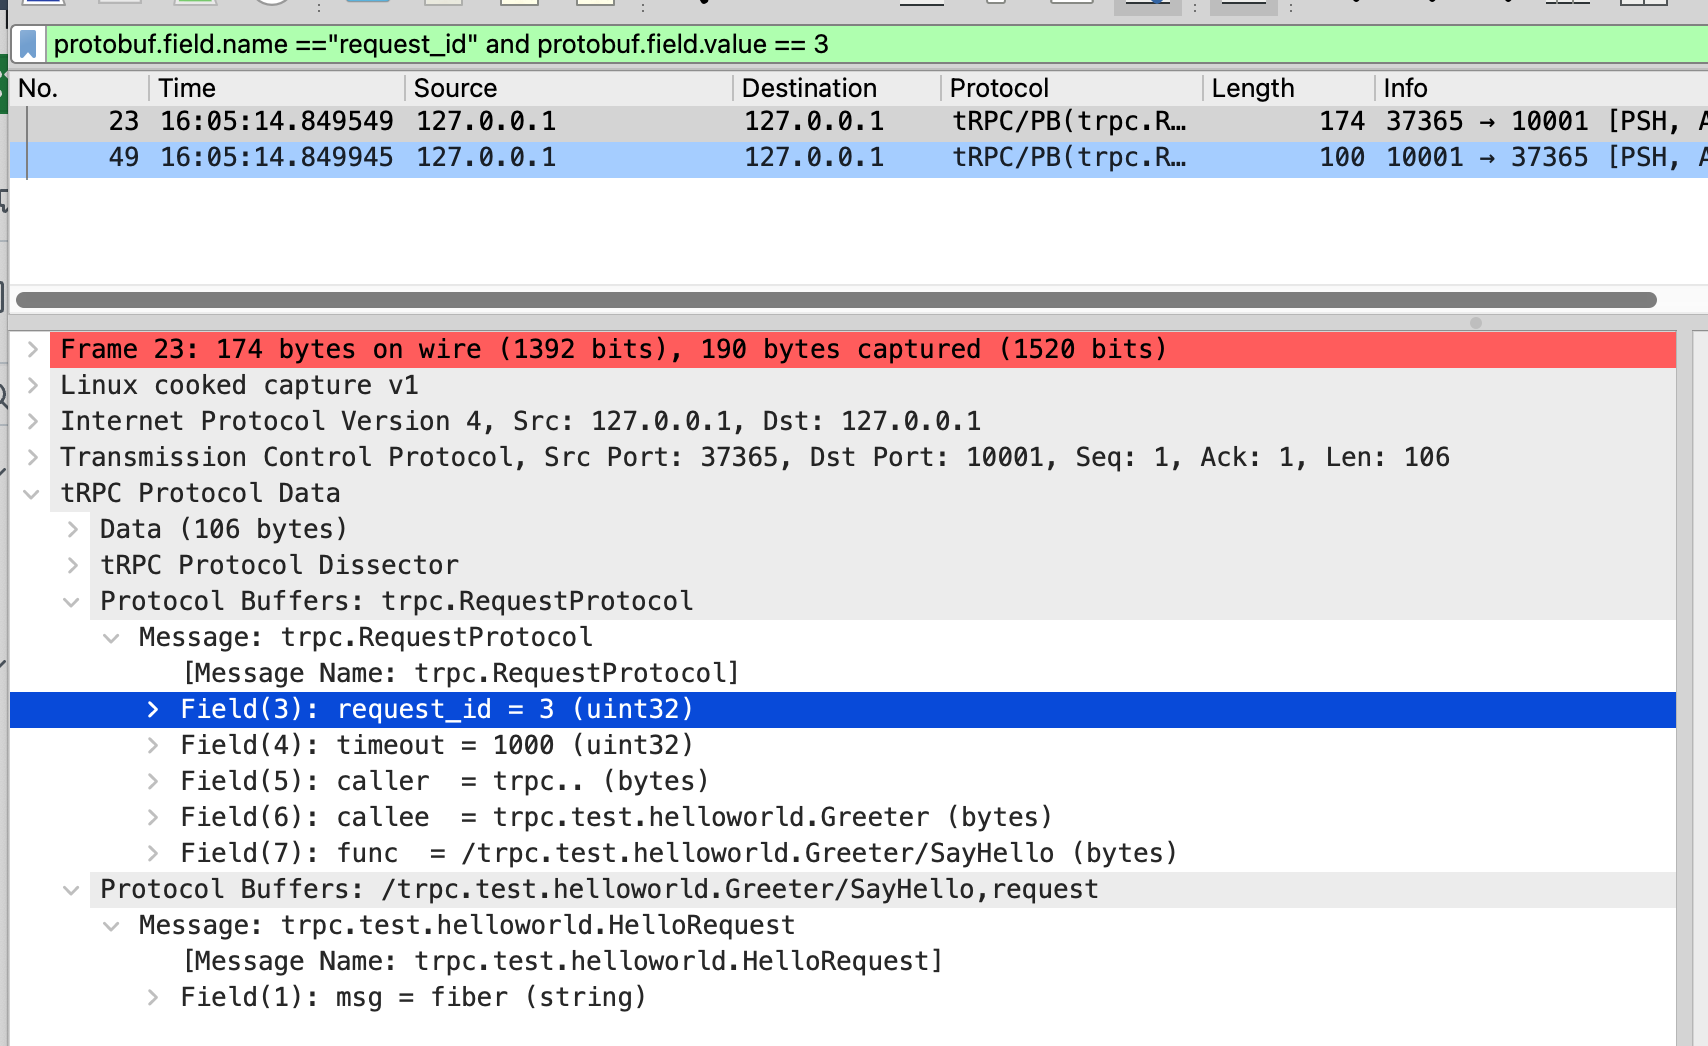 protobuf.field.name =="request_id" and protobuf.field.value == 3
No. Time Source Destination Protocol Length Info
23 16:05:14.849549 127.0.0.1 127.0.0.1 tRPC/PB(trpc.R… 174 37365 → 10001 [PSH, A
49 16:05:14.849945 127.0.0.1 127.0.0.1 tRPC/PB(trpc.R… 100 10001 → 37365 [PSH, A
Frame 23: 174 bytes on wire (1392 bits), 190 bytes captured (1520 bits)
Linux cooked capture v1
Internet Protocol Version 4, Src: 127.0.0.1, Dst: 127.0.0.1
Transmission Control Protocol, Src Port: 37365, Dst Port: 10001, Seq: 1, Ack: 1, Len: 106
tRPC Protocol Data
Data (106 bytes)
tRPC Protocol Dissector
Protocol Buffers: trpc.RequestProtocol
Message: trpc.RequestProtocol
[Message Name: trpc.RequestProtocol]
Field(3): request_id = 3 (uint32)
Field(4): timeout = 1000 (uint32)
Field(5): caller  = trpc.. (bytes)
Field(6): callee  = trpc.test.helloworld.Greeter (bytes)
Field(7): func  = /trpc.test.helloworld.Greeter/SayHello (bytes)
Protocol Buffers: /trpc.test.helloworld.Greeter/SayHello,request
Message: trpc.test.helloworld.HelloRequest
[Message Name: trpc.test.helloworld.HelloRequest]
Field(1): msg = fiber (string)